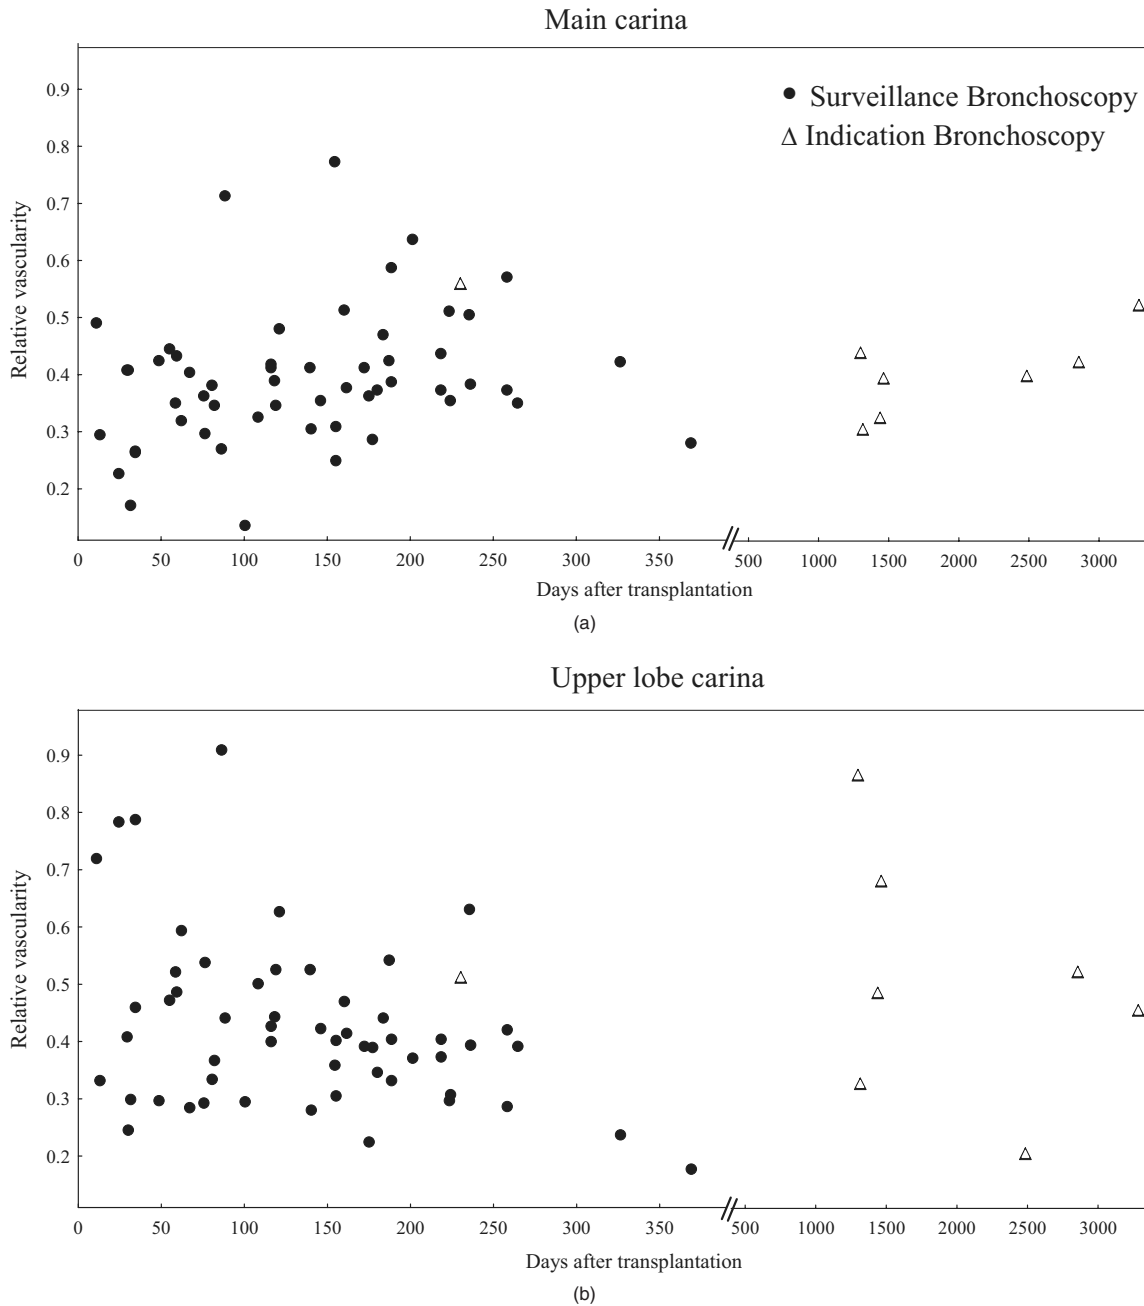 Main carina
0.9
0.8
0.7
0.6
0.5
0.4
0.3
0.2
Relative vascularity
Surveillance Bronchoscopy
Indication Bronchoscopy
0 50 100 150 200 250 300 350 500 1000 1500 2000 2500 3000
Days after transplantation
(a)
Upper lobe carina
0.9
0.8
0.7
0.6
0.5
0.4
0.3
0.2
Relative vascularity
0 50 100 150 200 250 300 350 500 1000 1500 2000 2500 3000
Days after transplantation
(b)